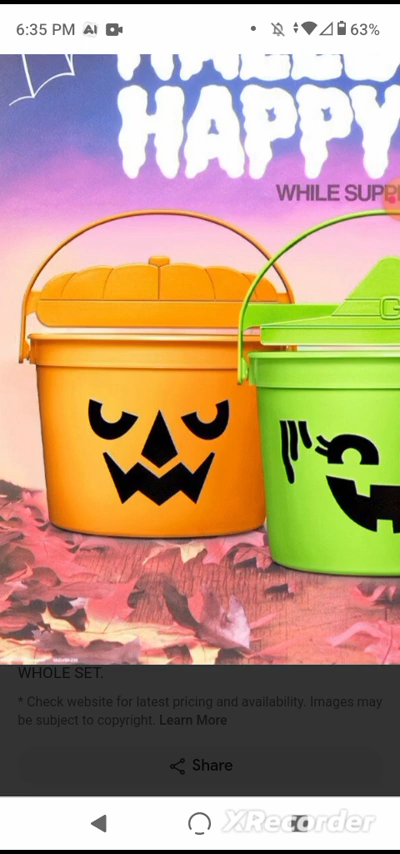 6:35 PM AI 63%
HAPPY
WHILE SUPP
G
WHOLE SET.
* Check website for latest pricing and availability. Images may
be subject to copyright. Learn More
Share
XRecorder